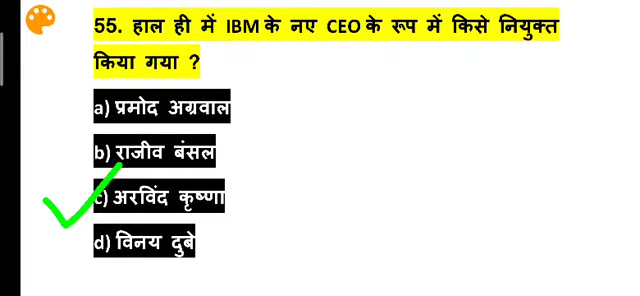 55. हाल ही में IBM के नए CEO के रूप में किसे नियुक्त
किया गया ?
a) प्रमोद अग्रवाल
b) राजीव बंसल
c) अरविंद कृष्णा
d) विनय दुबे